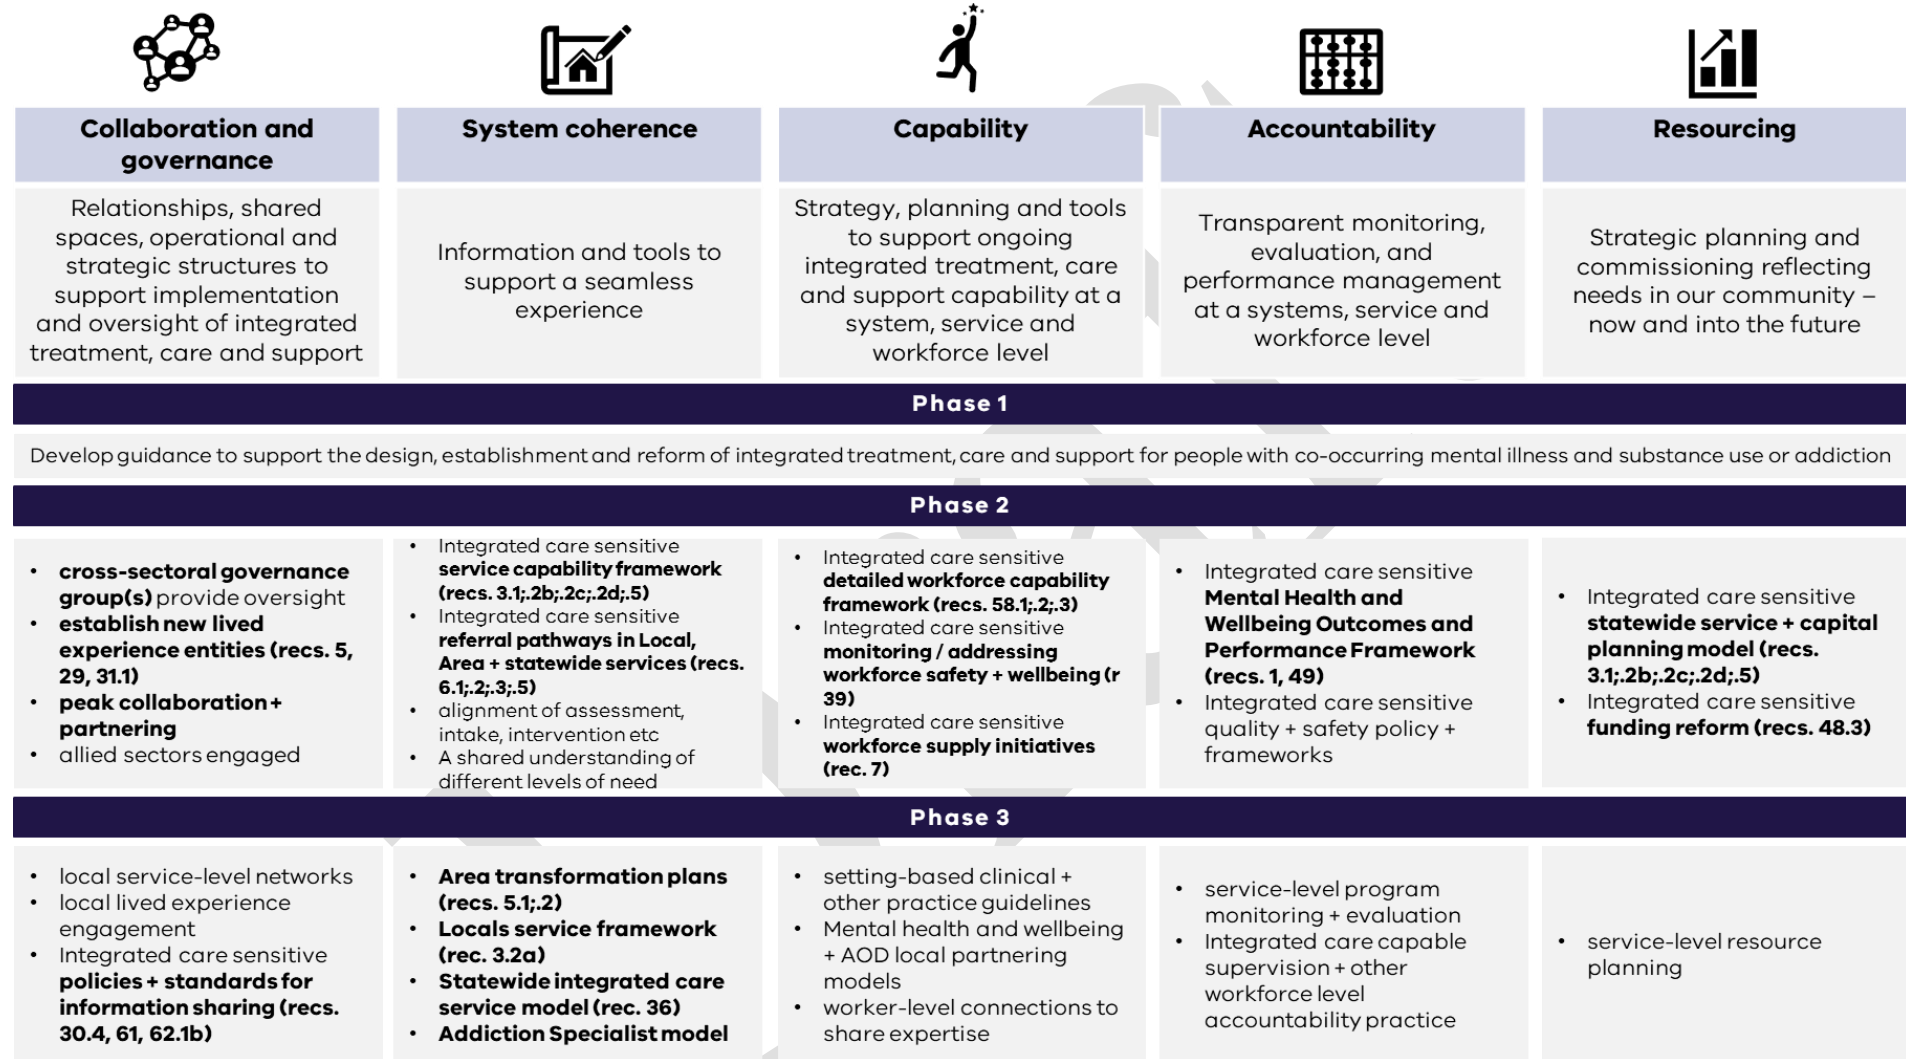 Collaboration and
governance
System coherence
Capability
Accountability
Resourcing
Relationships, shared
spaces, operational and
strategic structures to
support implementation
and oversight of integrated
treatment, care and support
Information and tools to
support a seamless
experience
Strategy, planning and tools
to support ongoing
integrated treatment, care
and support capability at a
system, service and
workforce level
Transparent monitoring,
evaluation, and
performance management
at a systems, service and
workforce level
Strategic planning and
commissioning reflecting
needs in our community –
now and into the future
Phase 1
Develop guidance to support the design, establishment and reform of integrated treatment, care and support for people with co-occurring mental illness and substance use or addiction
Phase 2
• cross-sectoral governance
group(s) provide oversight
• establish new lived
experience entities (recs. 5,
29, 31.1)
• peak collaboration +
partnering
• allied sectors engaged
• Integrated care sensitive
service capability framework
(recs. 3.1;.2b;.2c;.2d;.5)
• Integrated care sensitive
referral pathways in Local,
Area + statewide services (recs.
6.1;.2;.3;.5)
• alignment of assessment,
intake, intervention etc
• A shared understanding of
different levels of need
• Integrated care sensitive
detailed workforce capability
framework (recs. 58.1;.2;.3)
• Integrated care sensitive
monitoring / addressing
workforce safety + wellbeing (r
39)
• Integrated care sensitive
workforce supply initiatives
(rec. 7)
• Integrated care sensitive
Mental Health and
Wellbeing Outcomes and
Performance Framework
(recs. 1, 49)
• Integrated care sensitive
quality + safety policy +
frameworks
• Integrated care sensitive
statewide service + capital
planning model (recs.
3.1;.2b;.2c;.2d;.5)
• Integrated care sensitive
funding reform (recs. 48.3)
Phase 3
• local service-level networks
• local lived experience
engagement
• Integrated care sensitive
policies + standards for
information sharing (recs.
30.4, 61, 62.1b)
• Area transformation plans
(recs. 5.1;.2)
• Locals service framework
(rec. 3.2a)
• Statewide integrated care
service model (rec. 36)
• Addiction Specialist model
• setting-based clinical +
other practice guidelines
• Mental health and wellbeing
+ AOD local partnering
models
• worker-level connections to
share expertise
• service-level program
monitoring + evaluation
• Integrated care capable
supervision + other
workforce level
accountability practice
• service-level resource
planning